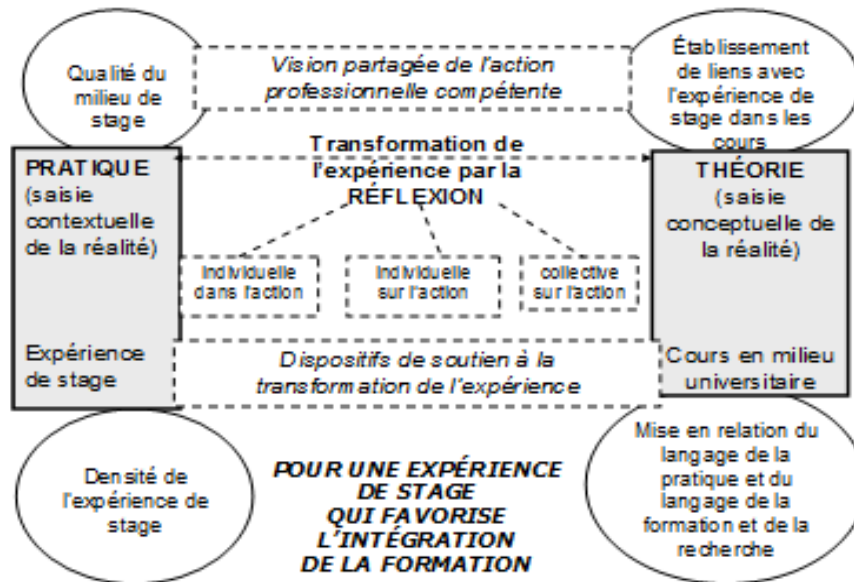 Qualité du
milieu de
stage
Vision partagée de l'action
professionnelle compétente
Établissement
de liens avec
l'expérience de
stage dans les
cours
PRATIQUE
(saisie
contextuelle
de la réalité)
Expérience
de stage
Transformation de
l'expérience par la
RÉFLEXION
Individuelle
dans l'action
Individuelle
sur l'action
collective
sur l'action
THÉORIE
(saisie
conceptuelle de
la réalité)
Cours en milieu
universitaire
Dispositifs de soutien à la
transformation de l'expérience
Densité de
l'expérience de
stage
POUR UNE EXPÉRIENCE
DE STAGE
QUI FAVORISE
L'INTÉGRATION
DE LA FORMATION
Mise en relation du
langage de la
pratique et du
langage de la
formation et de la
recherche